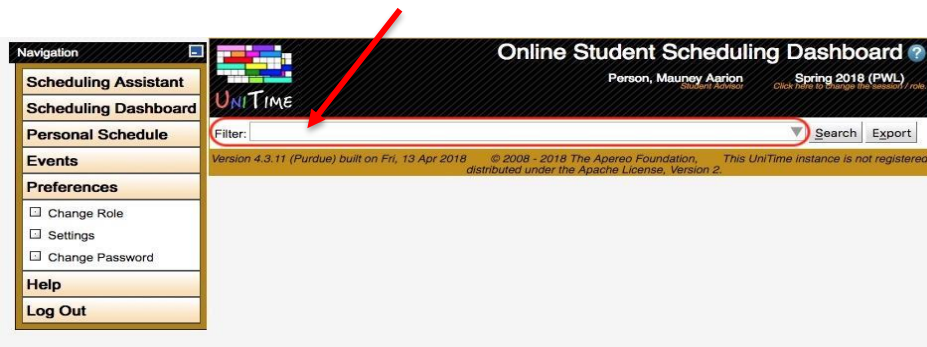 Navigation
Scheduling Assistant
Scheduling Dashboard
Personal Schedule
Events
Preferences
Change Role
Settings
Change Password
Help
Log Out
UNITIME
Online Student Scheduling Dashboard ?
Person, Mauney Aarion
Student Advisor
Spring 2018 (PWL)
Click here to change the session / role.
Filter:
Search Export
Version 4.3.11 (Purdue) built on Fri, 13 Apr 2018 © 2008 - 2018 The Apereo Foundation, This UniTime instance is not registered
distributed under the Apache License, Version 2.